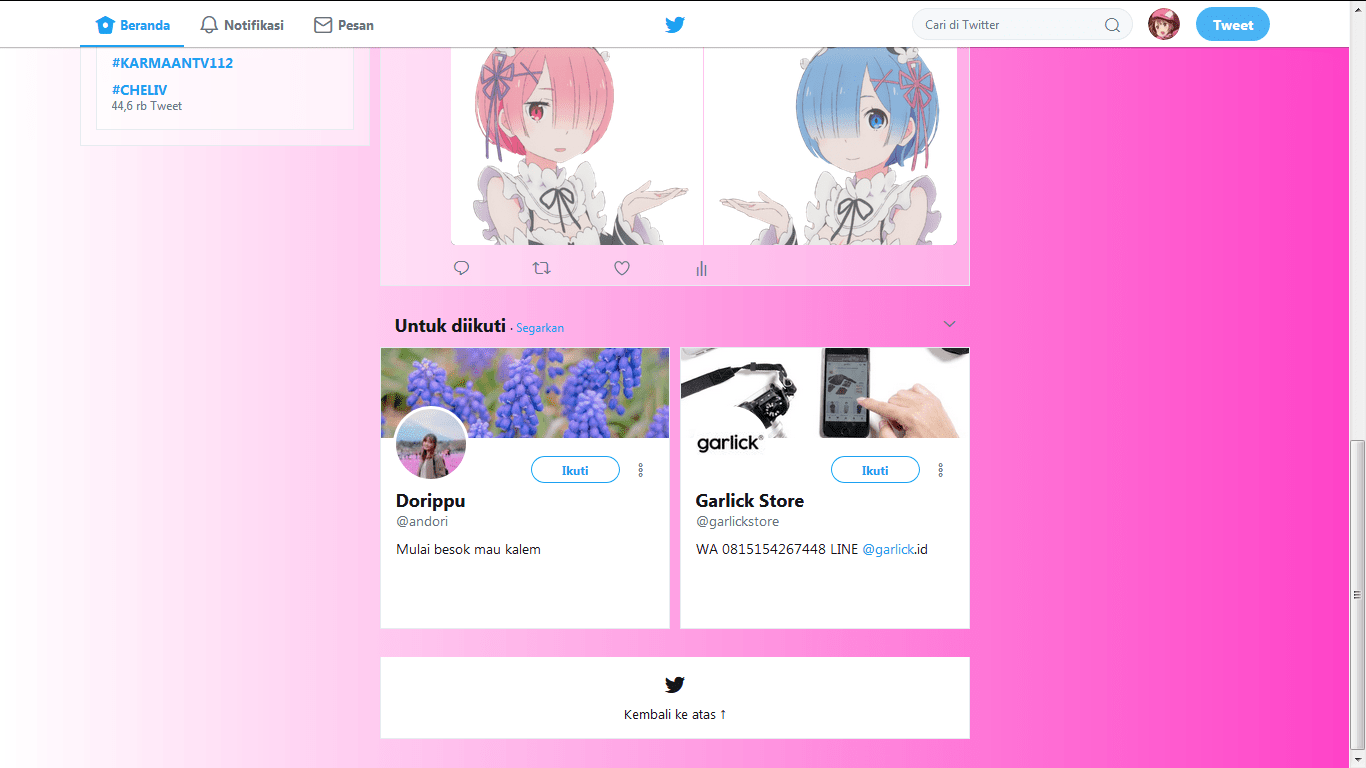 Beranda
Notifikasi
Pesan
Cari di Twitter
Tweet
#KARMAANTV112
#CHELIV
44,6 rb Tweet
Untuk diikuti · Segarkan
Ikuti
Dorippu
@andori
Mulai besok mau kalem
garlick®
Ikuti
Garlick Store
@garlickstore
WA 0815154267448 LINE @garlick.id
Kembali ke atas ↑